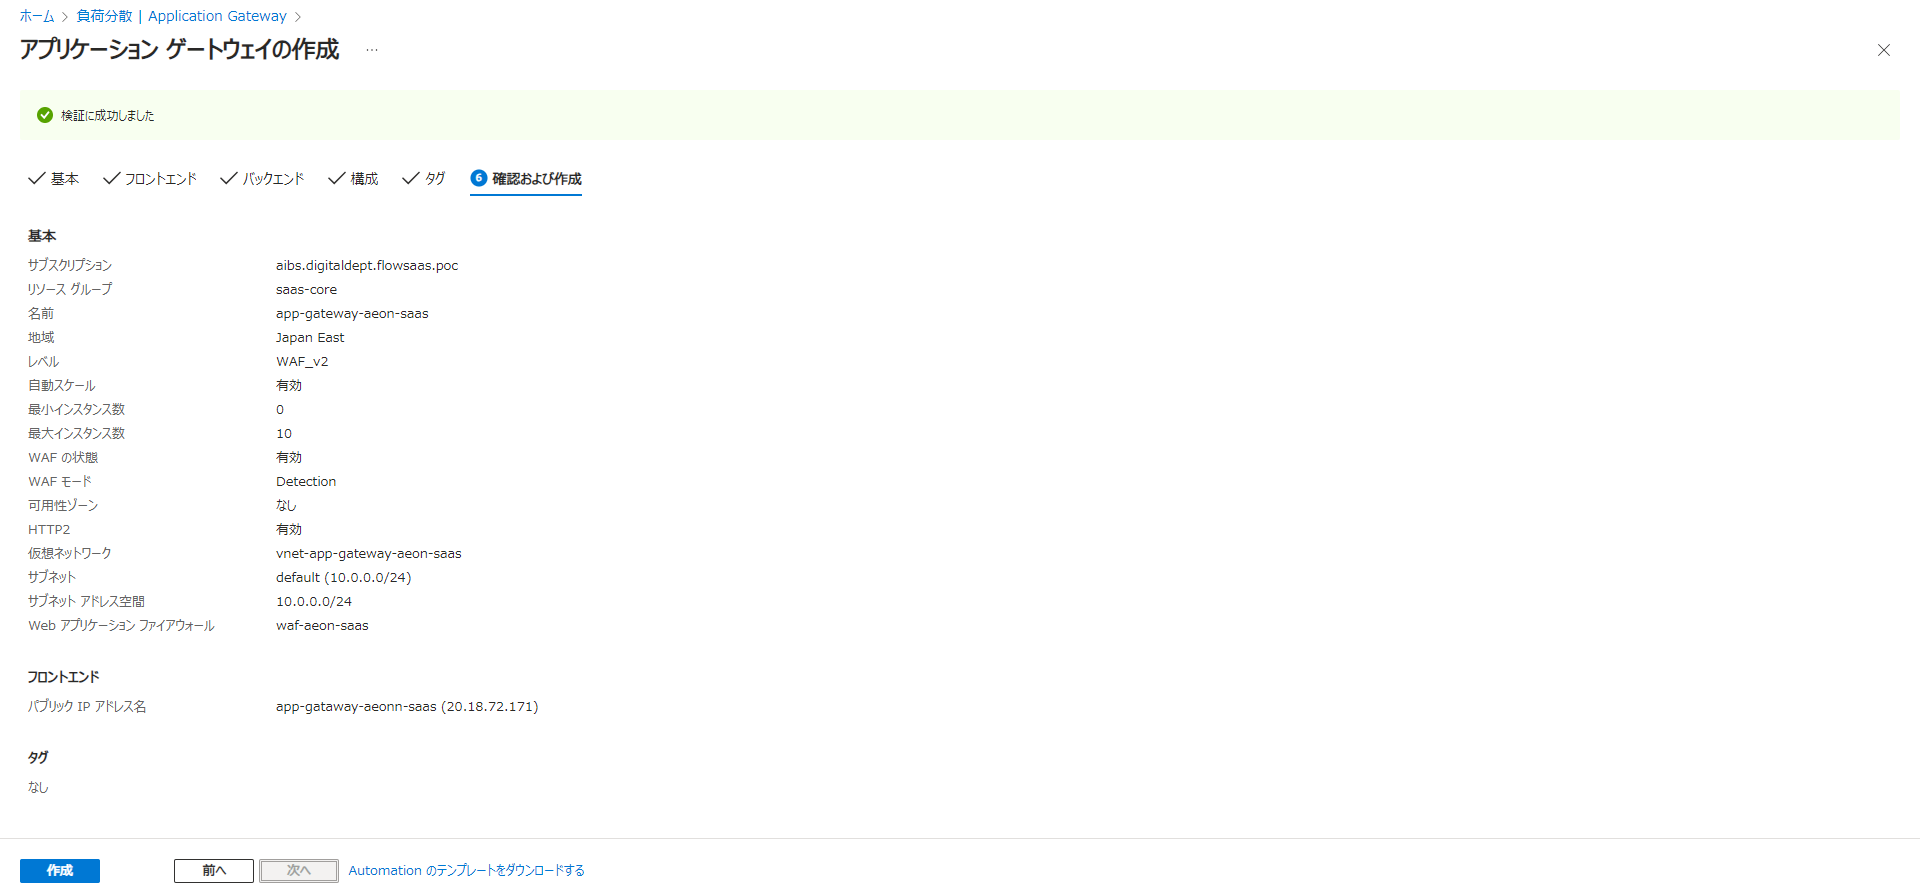 ホーム > 負荷分散 | Application Gateway >
アプリケーション ゲートウェイの作成 …
検証に成功しました
基本 フロントエンド バックエンド 構成 タグ 6 確認および作成
基本
サブスクリプション aibs.digitaldept.flowsaas.poc
リソース グループ saas-core
名前 app-gateway-aeon-saas
地域 Japan East
レベル WAF_v2
自動スケール 有効
最小インスタンス数 0
最大インスタンス数 10
WAF の状態 有効
WAF モード Detection
可用性ゾーン なし
HTTP2 有効
仮想ネットワーク vnet-app-gateway-aeon-saas
サブネット default (10.0.0.0/24)
サブネット アドレス空間 10.0.0.0/24
Web アプリケーション ファイアウォール waf-aeon-saas
フロントエンド
パブリック IP アドレス名 app-gataway-aeonn-saas (20.18.72.171)
タグ
なし
作成 前へ 次へ Automation のテンプレートをダウンロードする